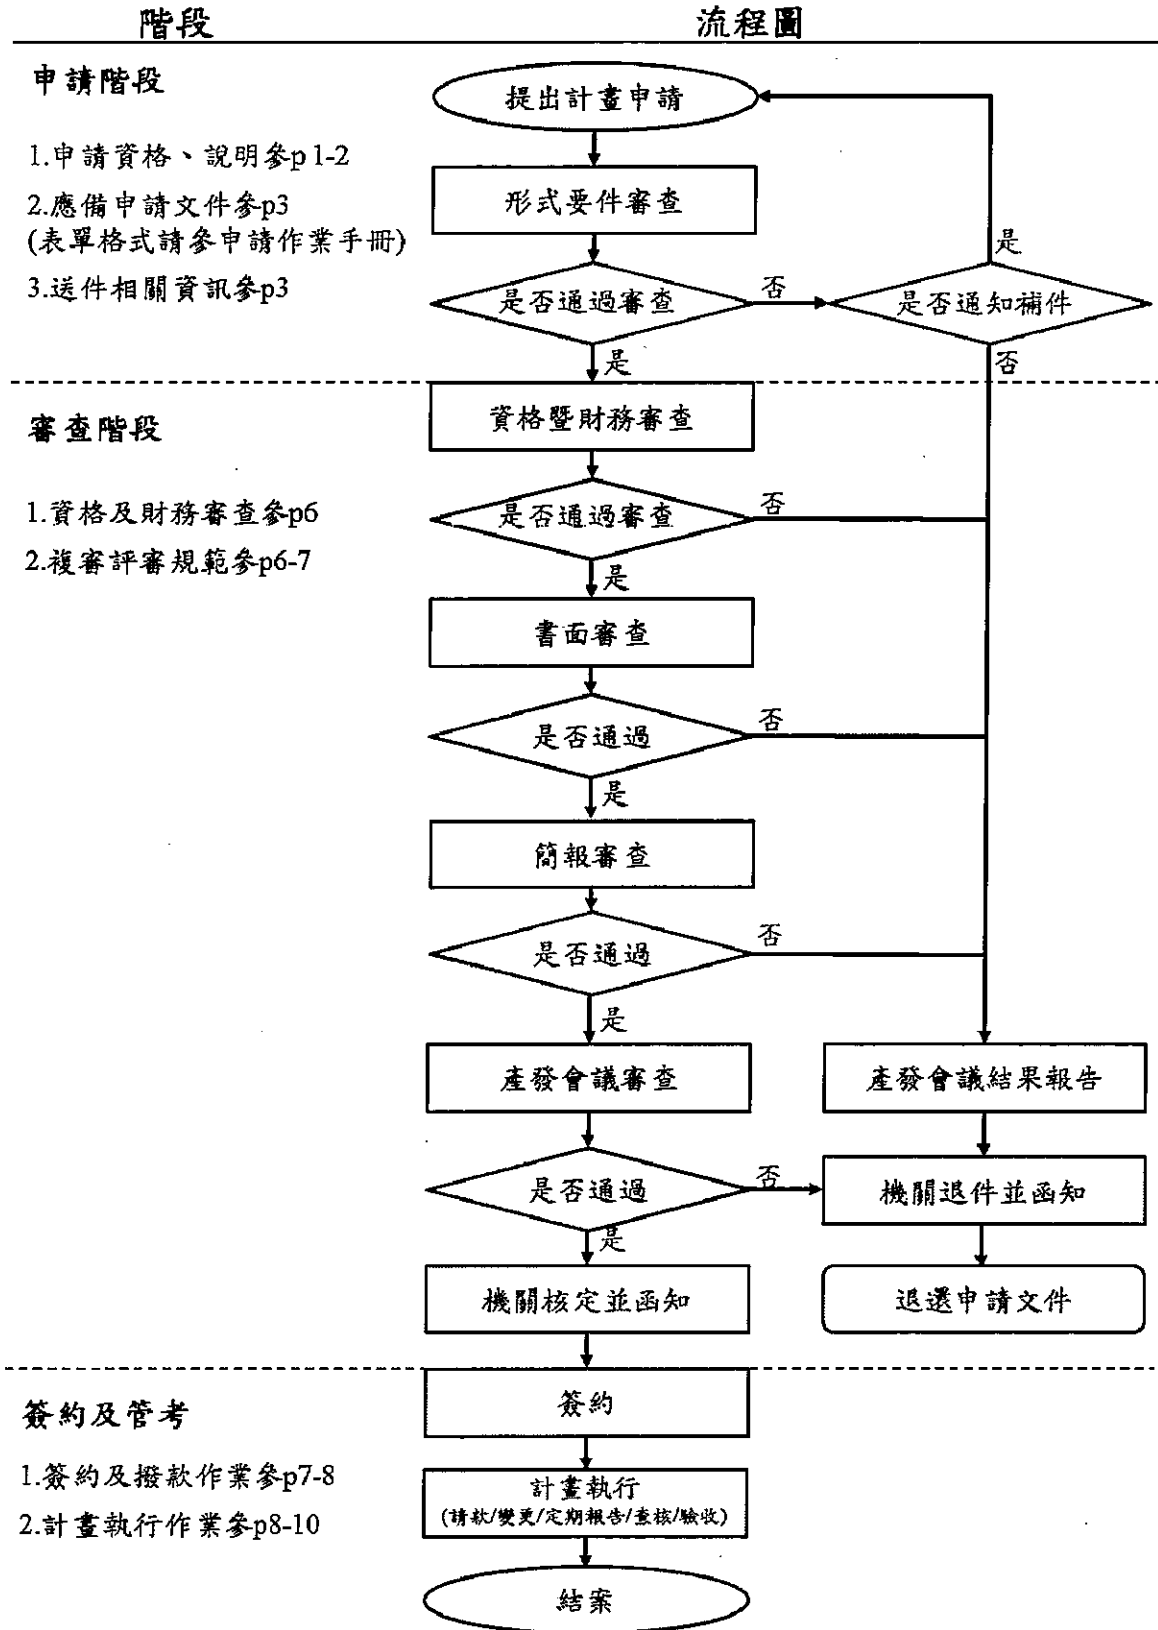 階段
流程圖
申請階段
1.申請資格、說明參p1-2
2.應備申請文件參p3
(表單格式請參申請作業手冊)
3.送件相關資訊參p3
提出計畫申請
形式要件審查
是否通過審查
否
是否通知補件
是
是
否
審查階段
1.資格及財務審查參p6
2.複審評審規範參p6-7
資格暨財務審查
是否通過審查
否
是
書面審查
是否通過
否
是
簡報審查
是否通過
否
是
產發會議審查
產發會議結果報告
是否通過
否
機關退件並函知
是
機關核定並函知
退還申請文件
簽約及管考
1.簽約及撥款作業參p7-8
2.計畫執行作業參p8-10
簽約
計畫執行
(請款/變更/定期報告/查核/驗收)
結案